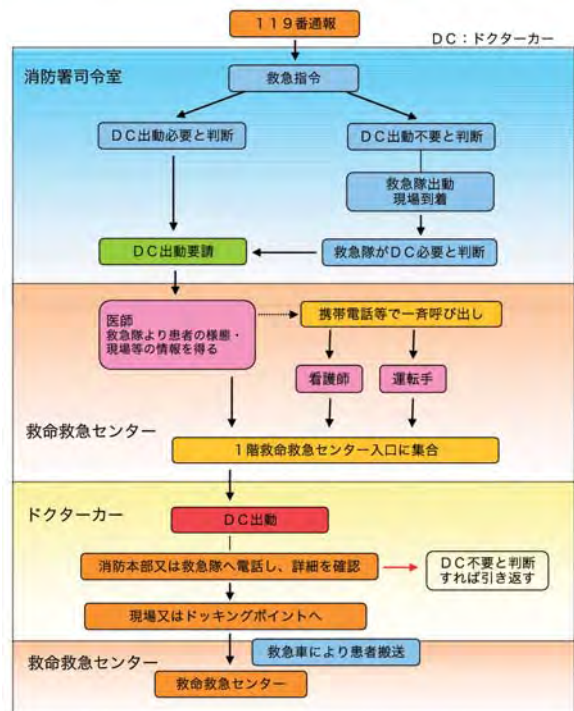 119番通報
DC：ドクターカー
消防署司令室
救急指令
DC出動必要と判断
DC出動不要と判断
救急隊出動
現場到着
DC出動要請
救急隊がDC必要と判断
医師
救急隊より患者の様態・
現場等の情報を得る
携帯電話等で一斉呼び出し
看護師
運転手
救命救急センター
1階救命救急センター入口に集合
ドクターカー
DC出動
消防本部又は救急隊へ電話し、詳細を確認
DC不要と判断
すれば引き返す
現場又はドッキングポイントへ
救命救急センター
救急車により患者搬送
救命救急センター